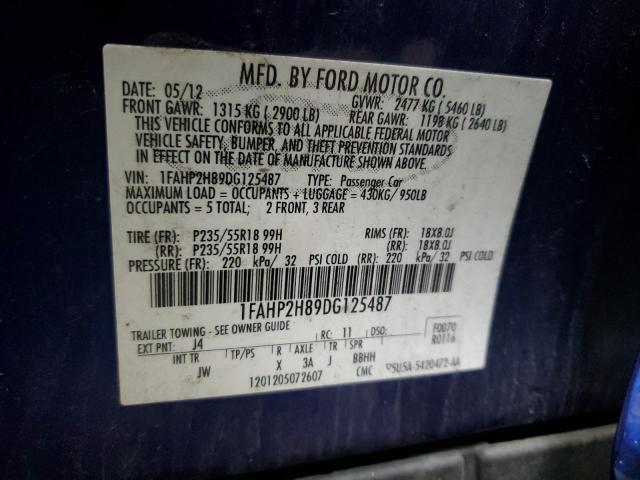 MFD. BY FORD MOTOR CO.
DATE: 05/12 GVWR: 2477 KG ( 5460 LB)
FRONT GAWR: 1315 KG ( 2900 LB) REAR GAWR: 1198 KG ( 2640 LB)
THIS VEHICLE CONFORMS TO ALL APPLICABLE FEDERAL MOTOR
VEHICLE SAFETY, BUMPER, AND THEFT PREVENTION STANDARDS
IN EFFECT ON THE DATE OF MANUFACTURE SHOWN ABOVE.
VIN: 1FAHP2H89DG125487 TYPE: Passenger Car
MAXIMUM LOAD = OCCUPANTS + LUGGAGE = 430KG/ 950LB
OCCUPANTS = 5 TOTAL; 2 FRONT, 3 REAR
TIRE (FR): P235/55R18 99H RIMS (FR): 18X8.0J
(RR): P235/55R18 99H (RR): 18X8.0J
PRESSURE (FR): 220 kPa/ 32 PSI COLD (RR): 220 kPa/ 32 PSI COLD
1FAHP2H89DG125487
TRAILER TOWING - SEE OWNER GUIDE
EXT PNT: J4 RC: 11 DSO: F0070
R0116
INT TR TP/PS R AXLE TR SPR
JW X 3A J BBHH
1201205072607 CMC
5U5A-5420472-AA